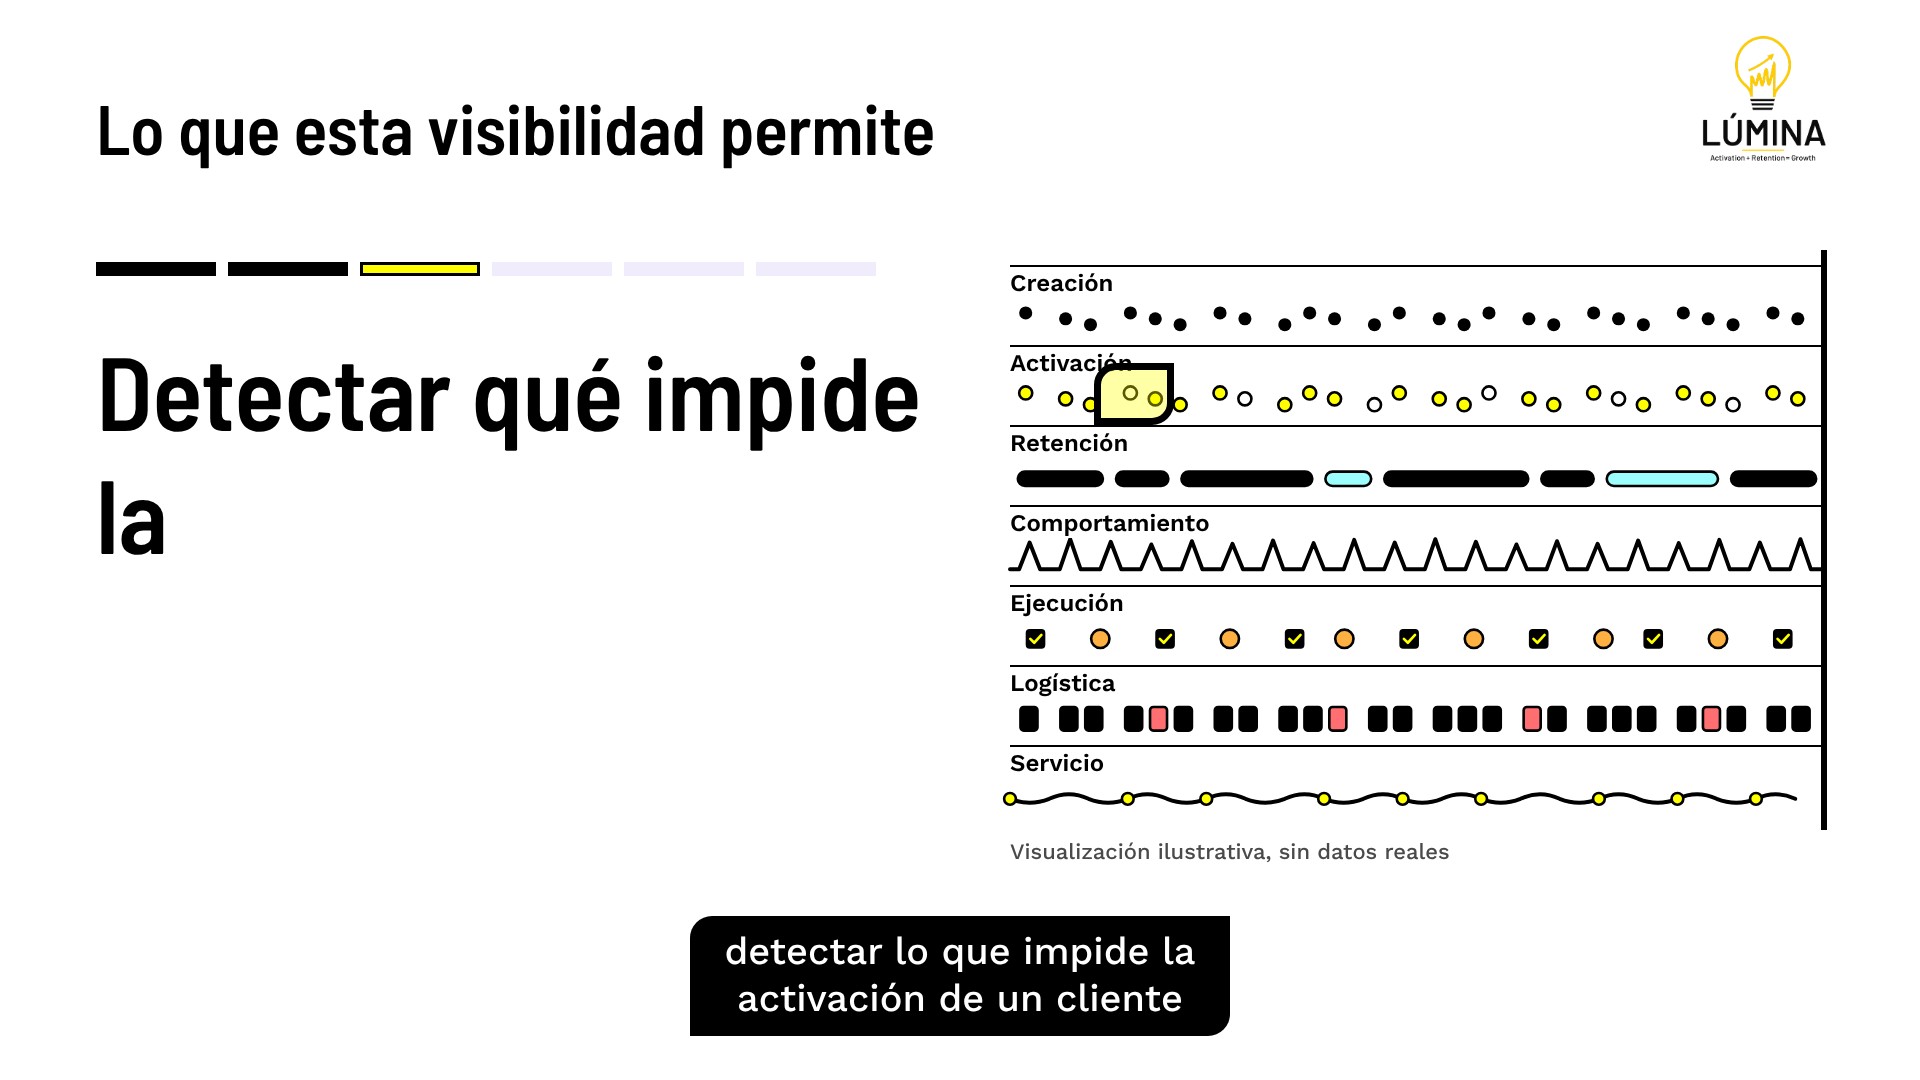 Lo que esta visibilidad permite
LÚMINA
Activation + Retention = Growth
Detectar qué impide
la
Creación
Activación
Retención
Comportamiento
Ejecución
Logística
Servicio
Visualización ilustrativa, sin datos reales
detectar lo que impide la
activación de un cliente